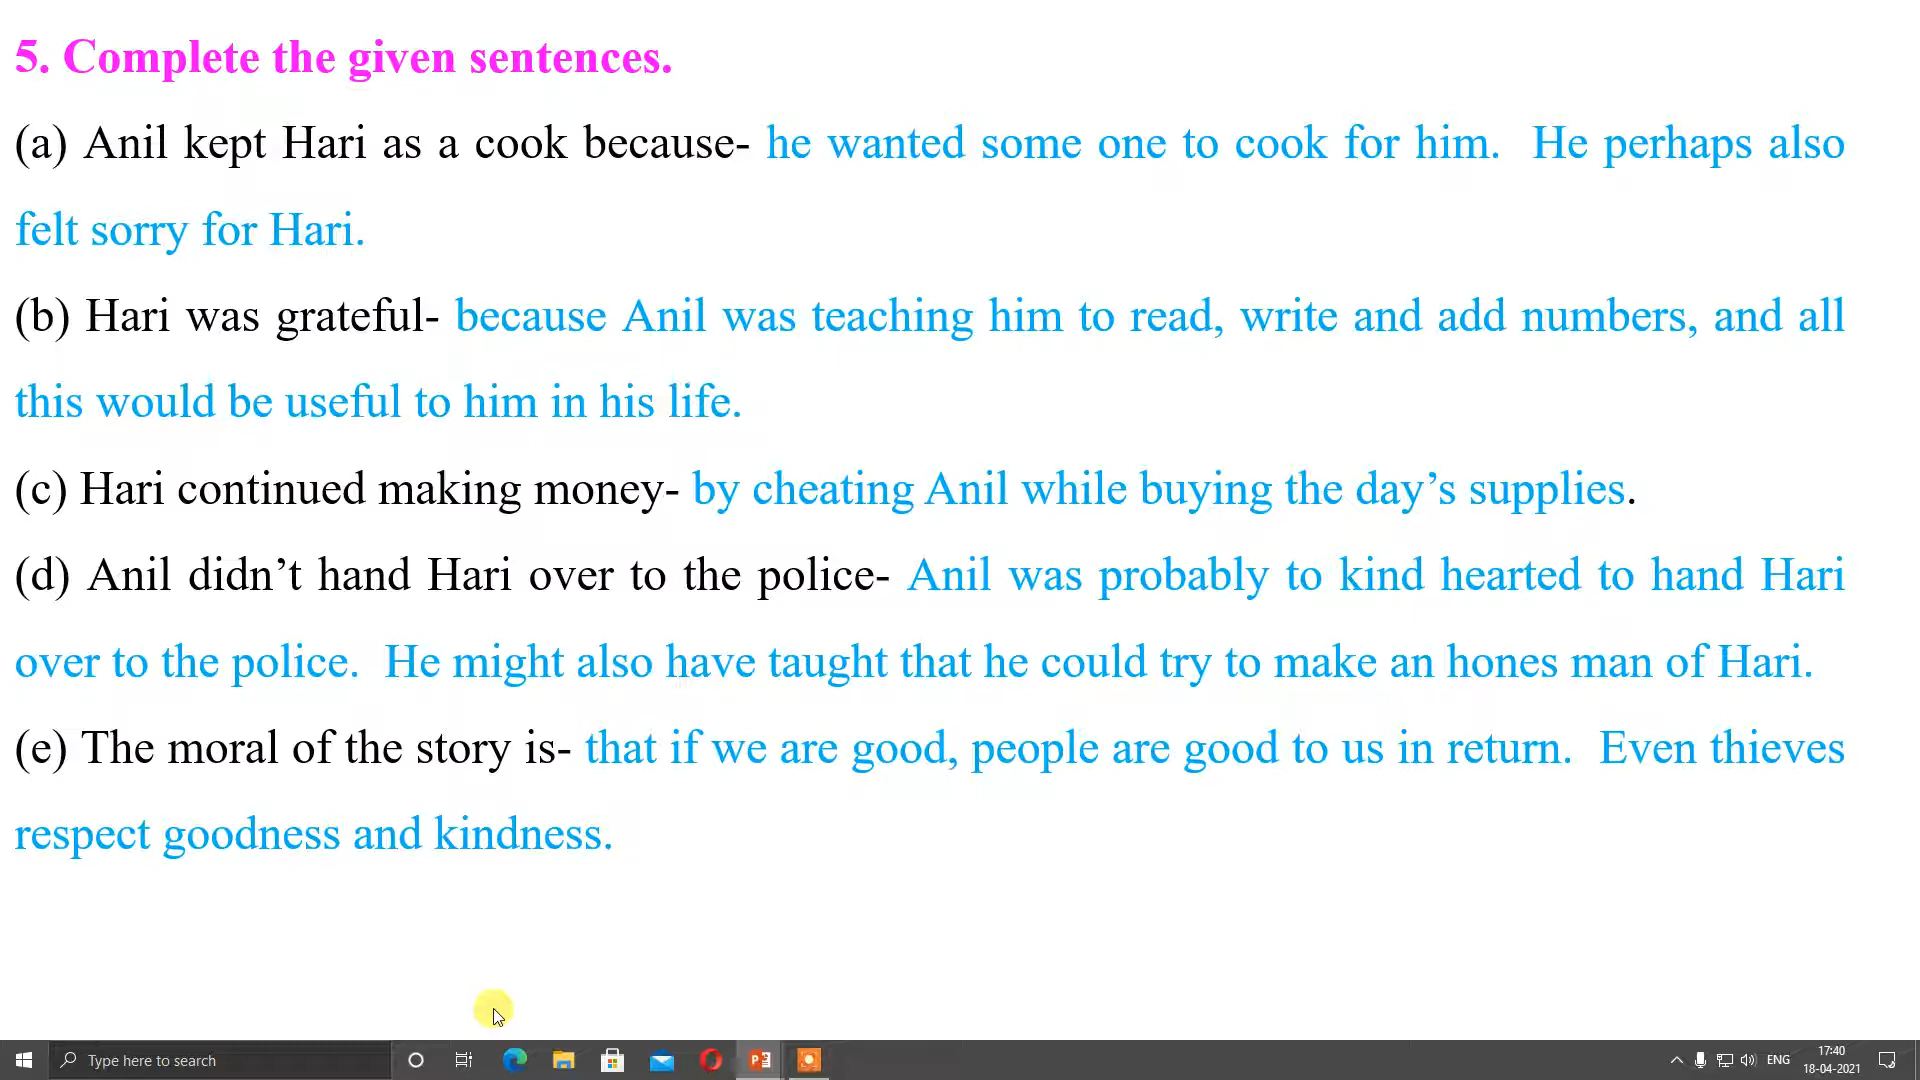 5. Complete the given sentences.
(a) Anil kept Hari as a cook because- he wanted some one to cook for him.  He perhaps also
felt sorry for Hari.
(b) Hari was grateful- because Anil was teaching him to read, write and add numbers, and all
this would be useful to him in his life.
(c) Hari continued making money- by cheating Anil while buying the day’s supplies.
(d) Anil didn’t hand Hari over to the police- Anil was probably to kind hearted to hand Hari
over to the police.  He might also have taught that he could try to make an hones man of Hari.
(e) The moral of the story is- that if we are good, people are good to us in return.  Even thieves
respect goodness and kindness.
Type here to search
ENG
17:40
18-04-2021